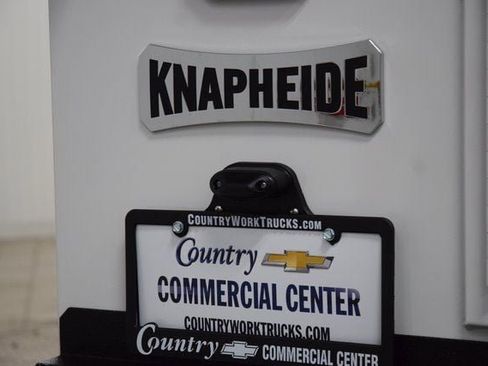 KNAPHEIDE
COUNTRYWORKTRUCKS.COM
Country
COMMERCIAL CENTER
COUNTRYWORKTRUCKS.COM
Country COMMERCIAL CENTER